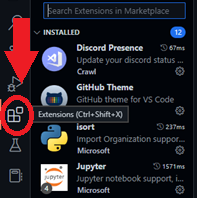 Search Extensions in Marketplace
INSTALLED 12
Discord Presence 67ms
Update your discord status ...
Crawl
GitHub Theme
GitHub theme for VS Code
Extensions (Ctrl+Shift+X)
isort 237ms
Import Organization support ...
Microsoft
Jupyter 1571ms
Jupyter notebook support, i...
Microsoft
4